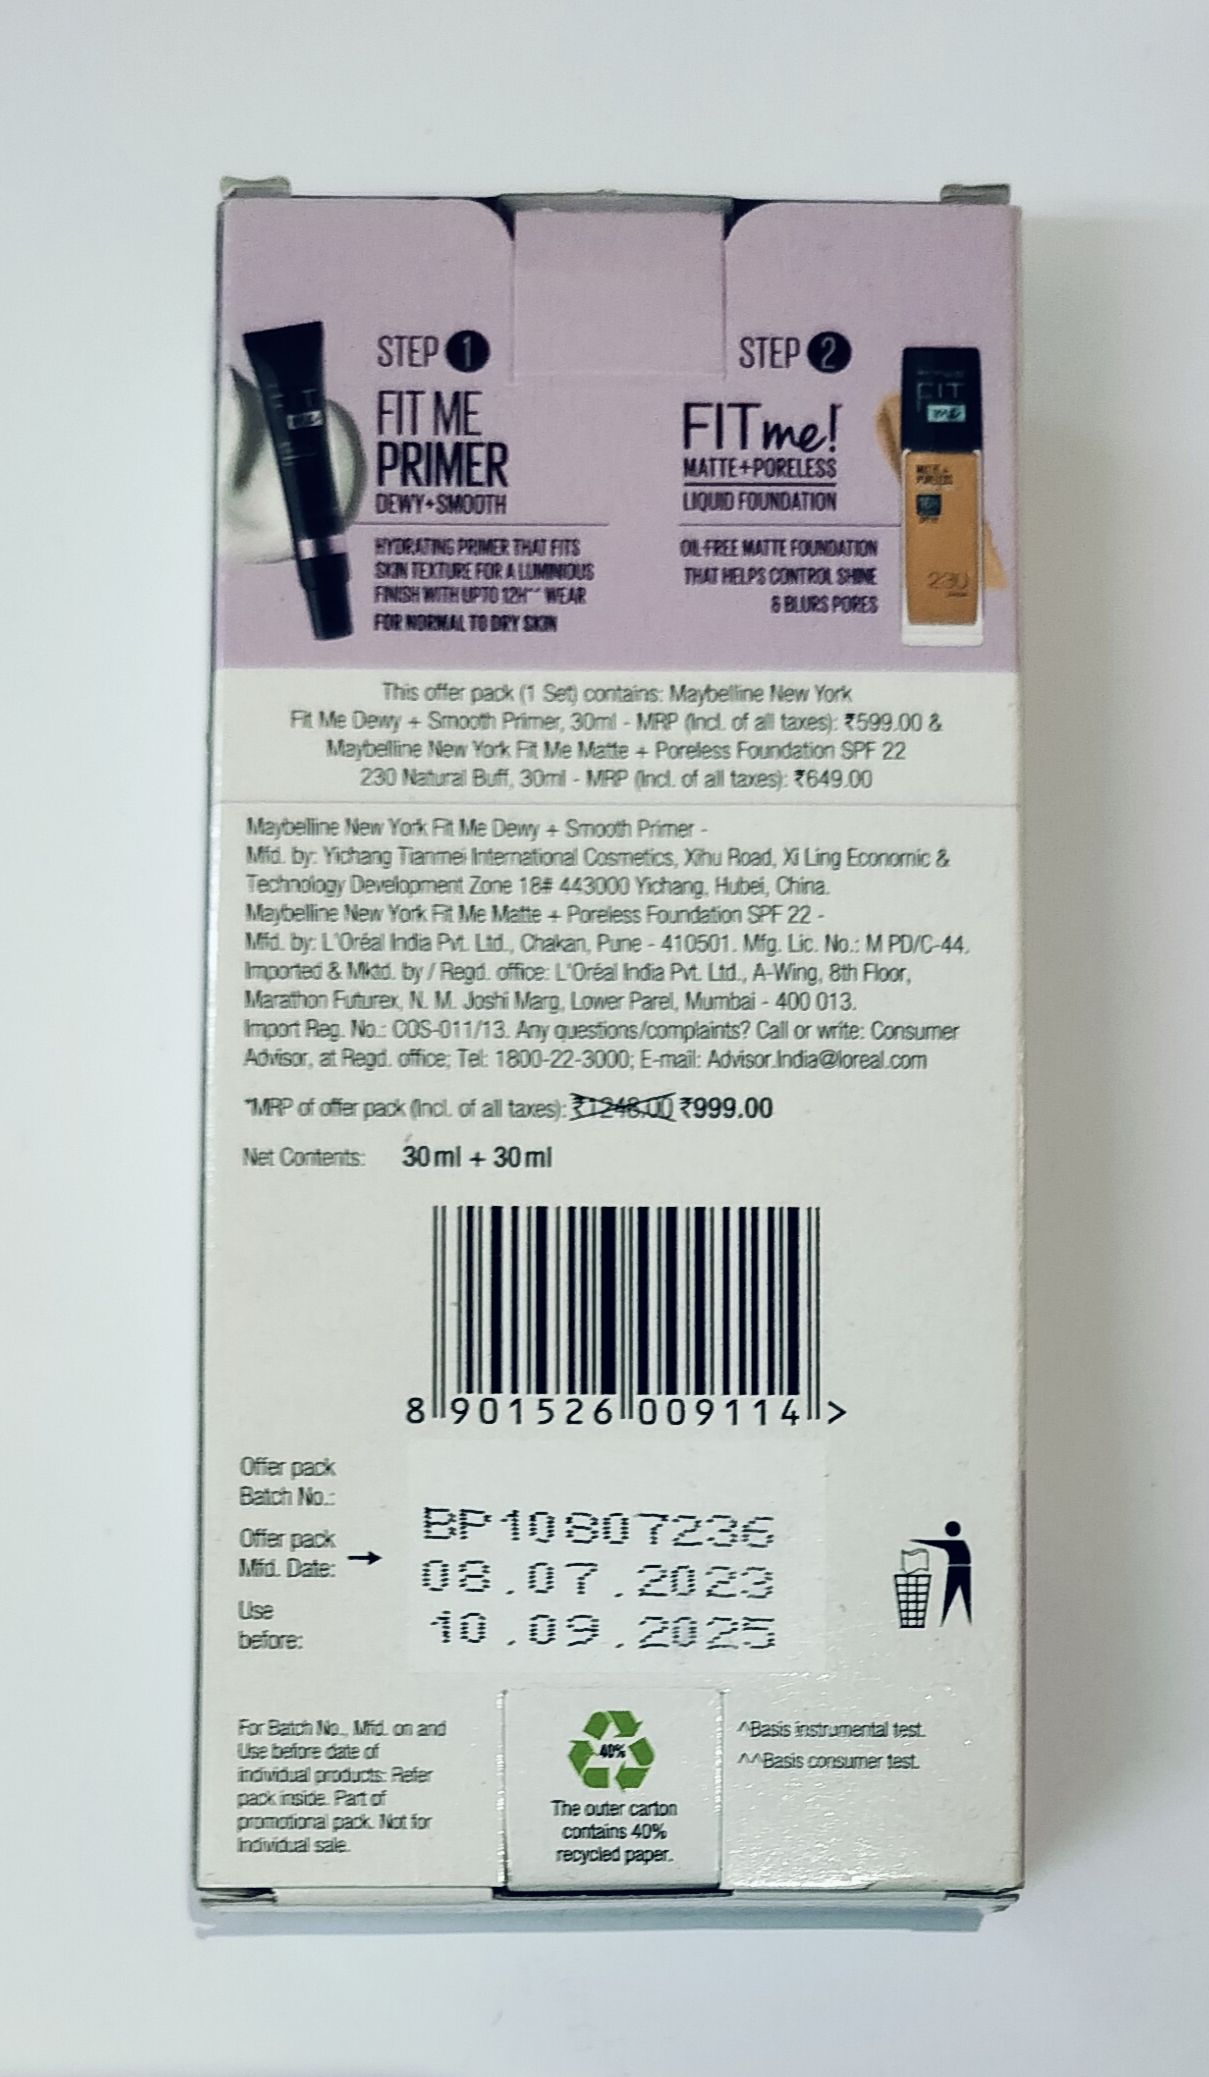 STEP 1
FIT ME
PRIMER
DEWY+SMOOTH
HYDRATING PRIMER THAT FITS
SKIN TEXTURE FOR A LUMINIOUS
FINISH WITH UPTO 12H^^ WEAR
FOR NORMAL TO DRY SKIN
STEP 2
FIT me!
MATTE+PORELESS
LIQUID FOUNDATION
OIL-FREE MATTE FOUNDATION
THAT HELPS CONTROL SHINE
& BLURS PORES
FIT
me
230
This offer pack (1 Set) contains: Maybelline New York
Fit Me Dewy + Smooth Primer, 30ml - MRP (Incl. of all taxes): ₹599.00 &
Maybelline New York Fit Me Matte + Poreless Foundation SPF 22
230 Natural Buff, 30ml - MRP (Incl. of all taxes): ₹649.00
Maybelline New York Fit Me Dewy + Smooth Primer -
Mfd. by: Yichang Tianmei International Cosmetics, Xihu Road, Xi Ling Economic &
Technology Development Zone 18# 443000 Yichang, Hubei, China.
Maybelline New York Fit Me Matte + Poreless Foundation SPF 22 -
Mfd. by: L'Oréal India Pvt. Ltd., Chakan, Pune - 410501. Mfg. Lic. No.: M PD/C-44.
Imported & Mktd. by / Regd. office: L'Oréal India Pvt. Ltd., A-Wing, 8th Floor,
Marathon Futurex, N. M. Joshi Marg, Lower Parel, Mumbai - 400 013.
Import Reg. No.: COS-011/13. Any questions/complaints? Call or write: Consumer
Advisor, at Regd. office; Tel: 1800-22-3000; E-mail: Advisor.India@loreal.com
*MRP of offer pack (Incl. of all taxes): ₹1248.00 ₹999.00
Net Contents: 30ml + 30ml
8 901526 009114 >
Offer pack
Batch No.:
Offer pack
Mfd. Date:
Use
before:
BP10807236
08.07.2023
10.09.2025
For Batch No., Mfd. on and
Use before date of
individual products: Refer
pack inside. Part of
promotional pack. Not for
Individual sale.
40%
The outer carton
contains 40%
recycled paper.
^Basis instrumental test.
^^Basis consumer test.